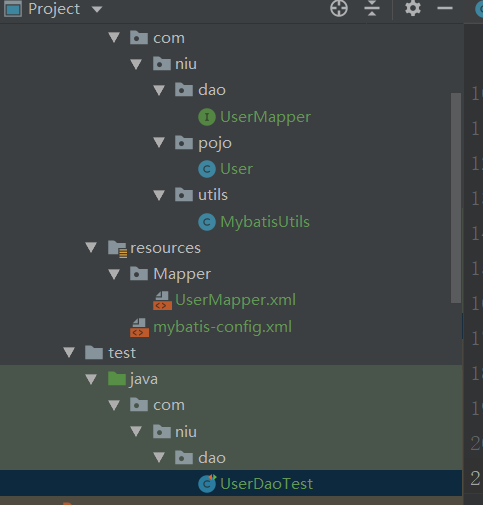 Project
com
niu
dao
UserMapper
pojo
User
utils
MybatisUtils
resources
Mapper
UserMapper.xml
mybatis-config.xml
test
java
com
niu
dao
UserDaoTest